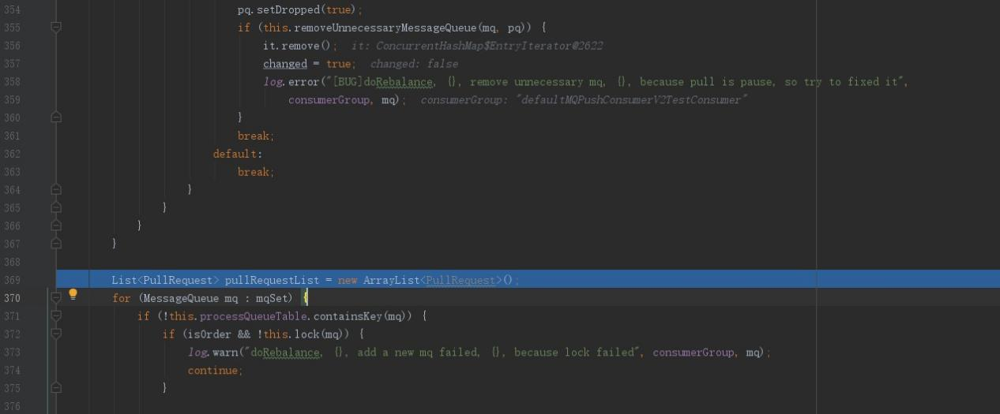 354 pq.setDropped(true);
355 if (this.removeUnnecessaryMessageQueue(mq, pq)) {
356 it.remove(); it: ConcurrentHashMap$EntryIterator@2622
357 changed = true; changed: false
358 log.error("[BUG]doRebalance, {}, remove unnecessary mq, {}, because pull is pause, so try to fixed it",
359 consumerGroup, mq); consumerGroup: "defaultMQPushConsumerV2TestConsumer"
360 }
361 break;
362 default:
363 break;
364 }
365 }
366 }
367 }
368
369 List<PullRequest> pullRequestList = new ArrayList<PullRequest>();
370 for (MessageQueue mq : mqSet) {
371 if (!this.processQueueTable.containsKey(mq)) {
372 if (isOrder && !this.lock(mq)) {
373 log.warn("doRebalance, {}, add a new mq failed, {}, because lock failed", consumerGroup, mq);
374 continue;
375 }
376